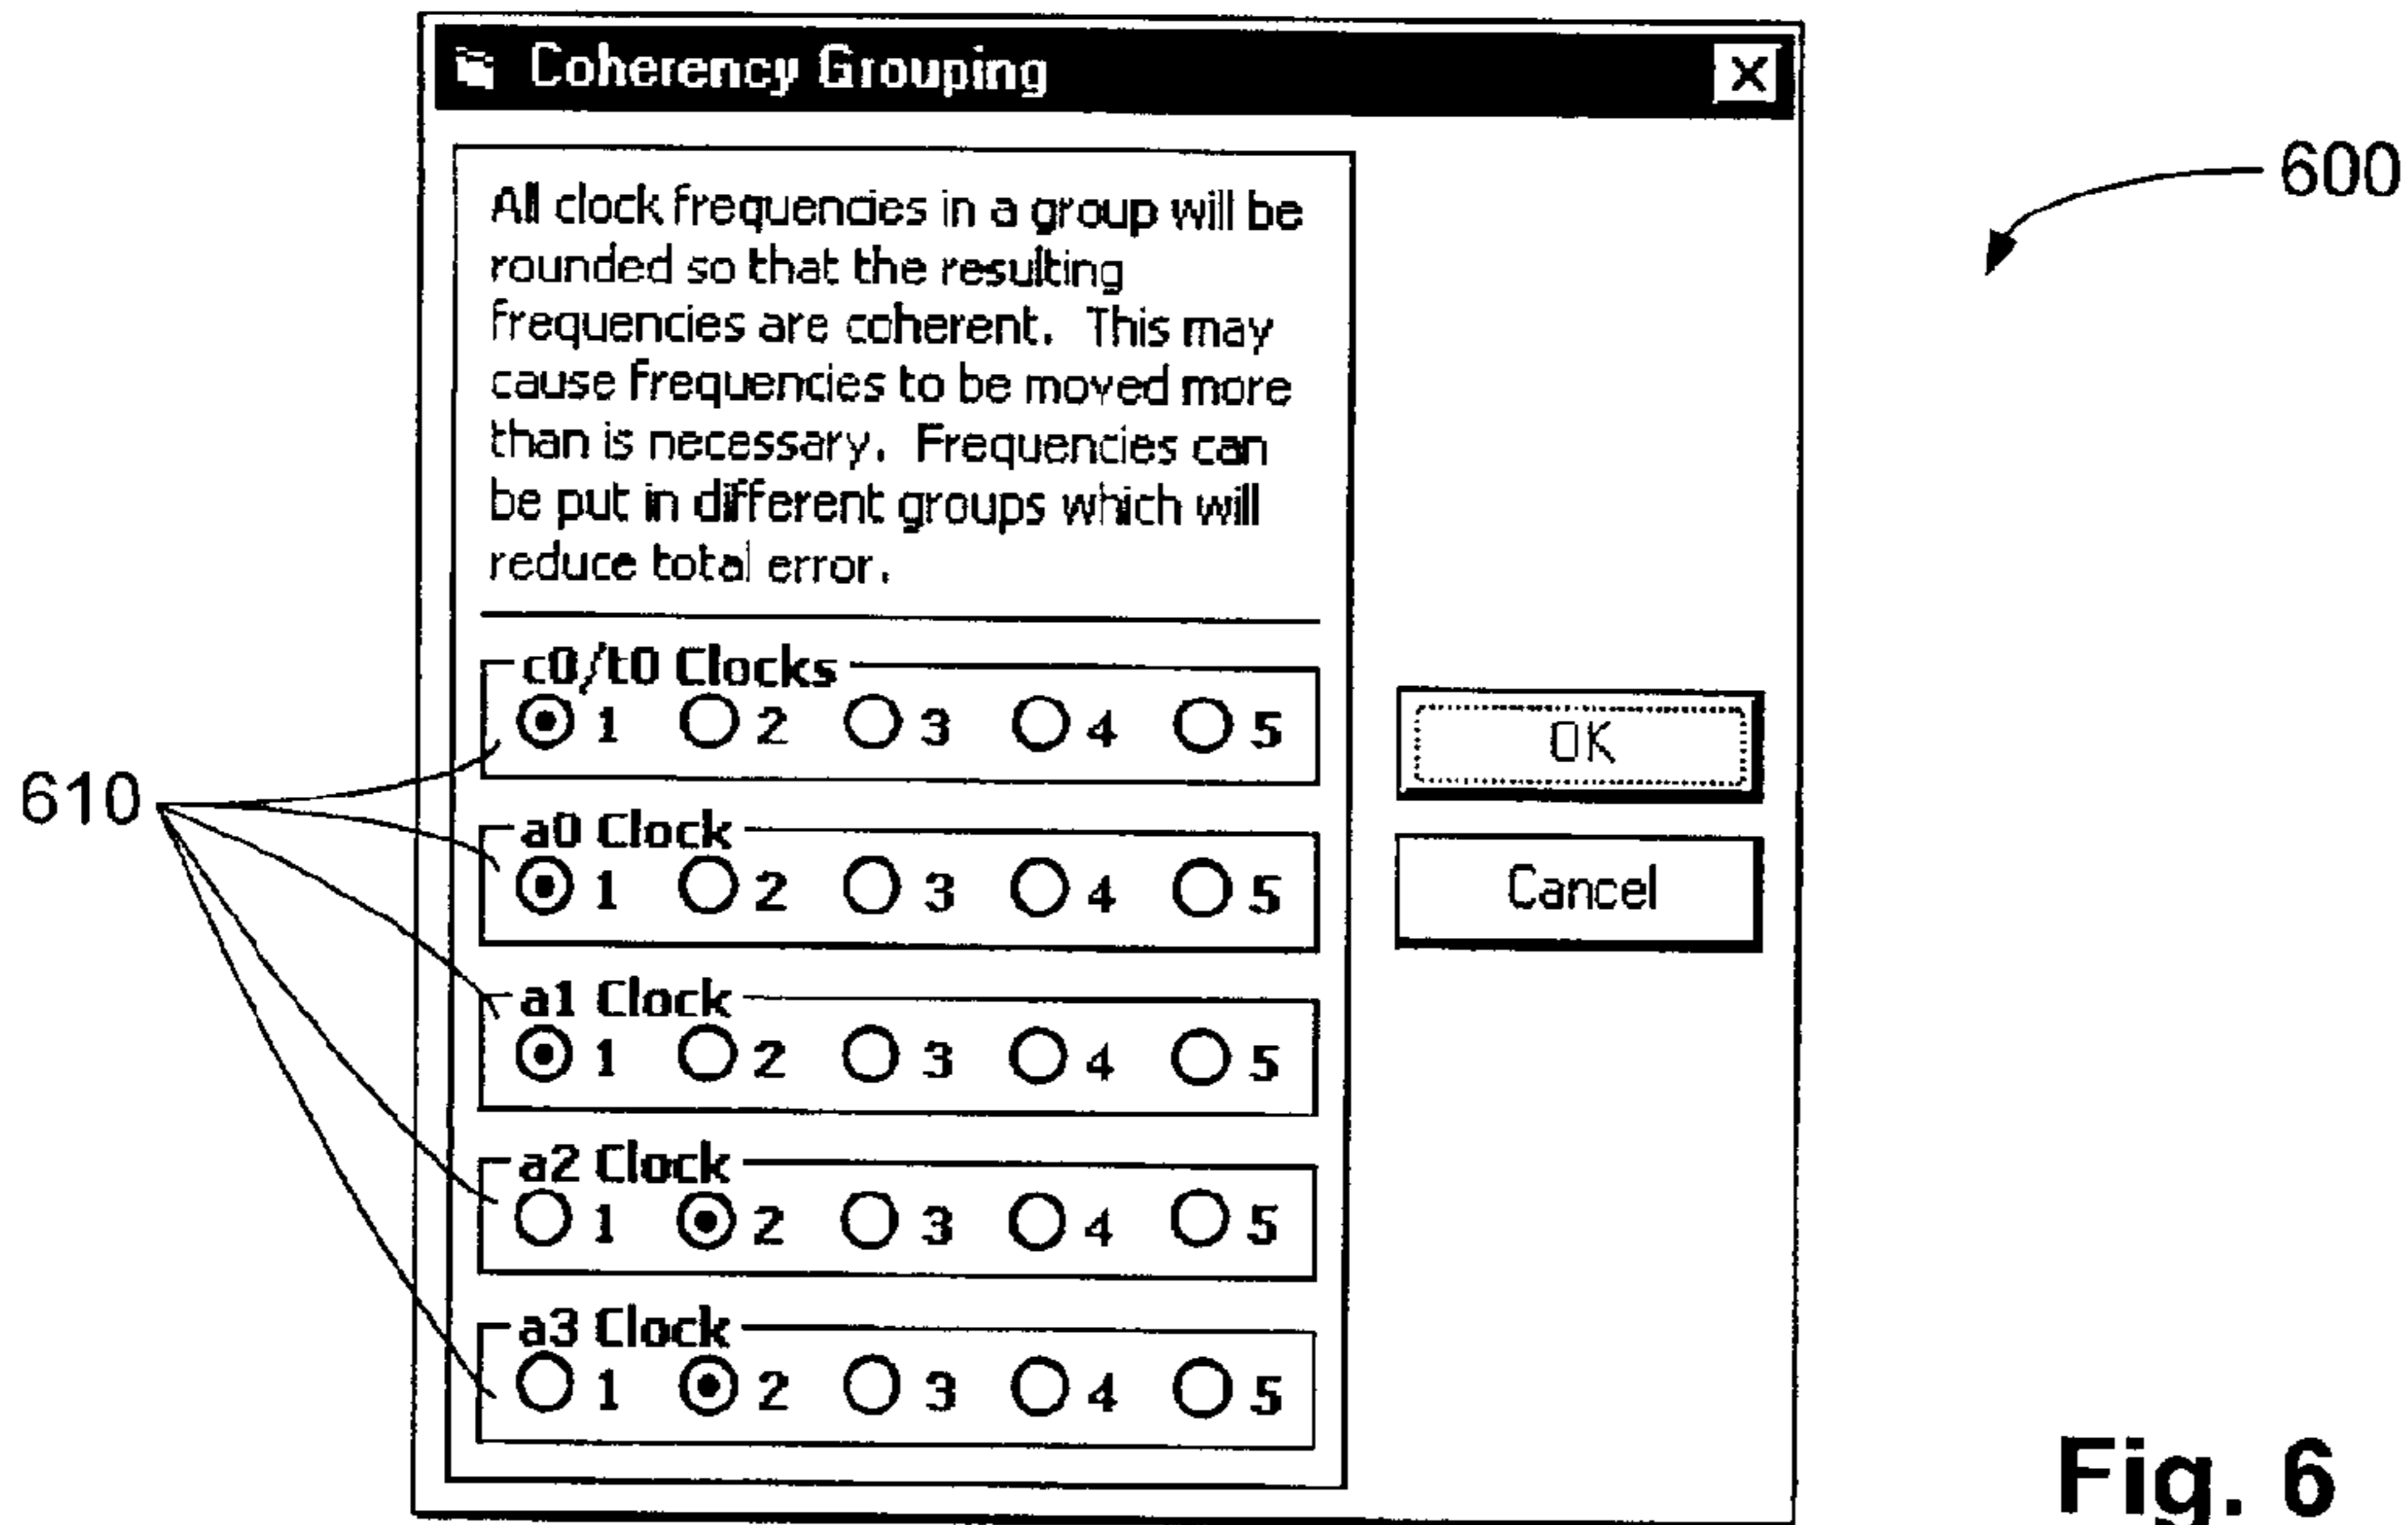 Coherency Grouping
X
600
All clock frequencies in a group will be
rounded so that the resulting
frequencies are coherent. This may
cause frequencies to be moved more
than is necessary. Frequencies can
be put in different groups which will
reduce total error.
c0/t0 Clocks
1 2 3 4 5
OK
610
a0 Clock
1 2 3 4 5
Cancel
a1 Clock
1 2 3 4 5
a2 Clock
1 2 3 4 5
a3 Clock
1 2 3 4 5
Fig. 6